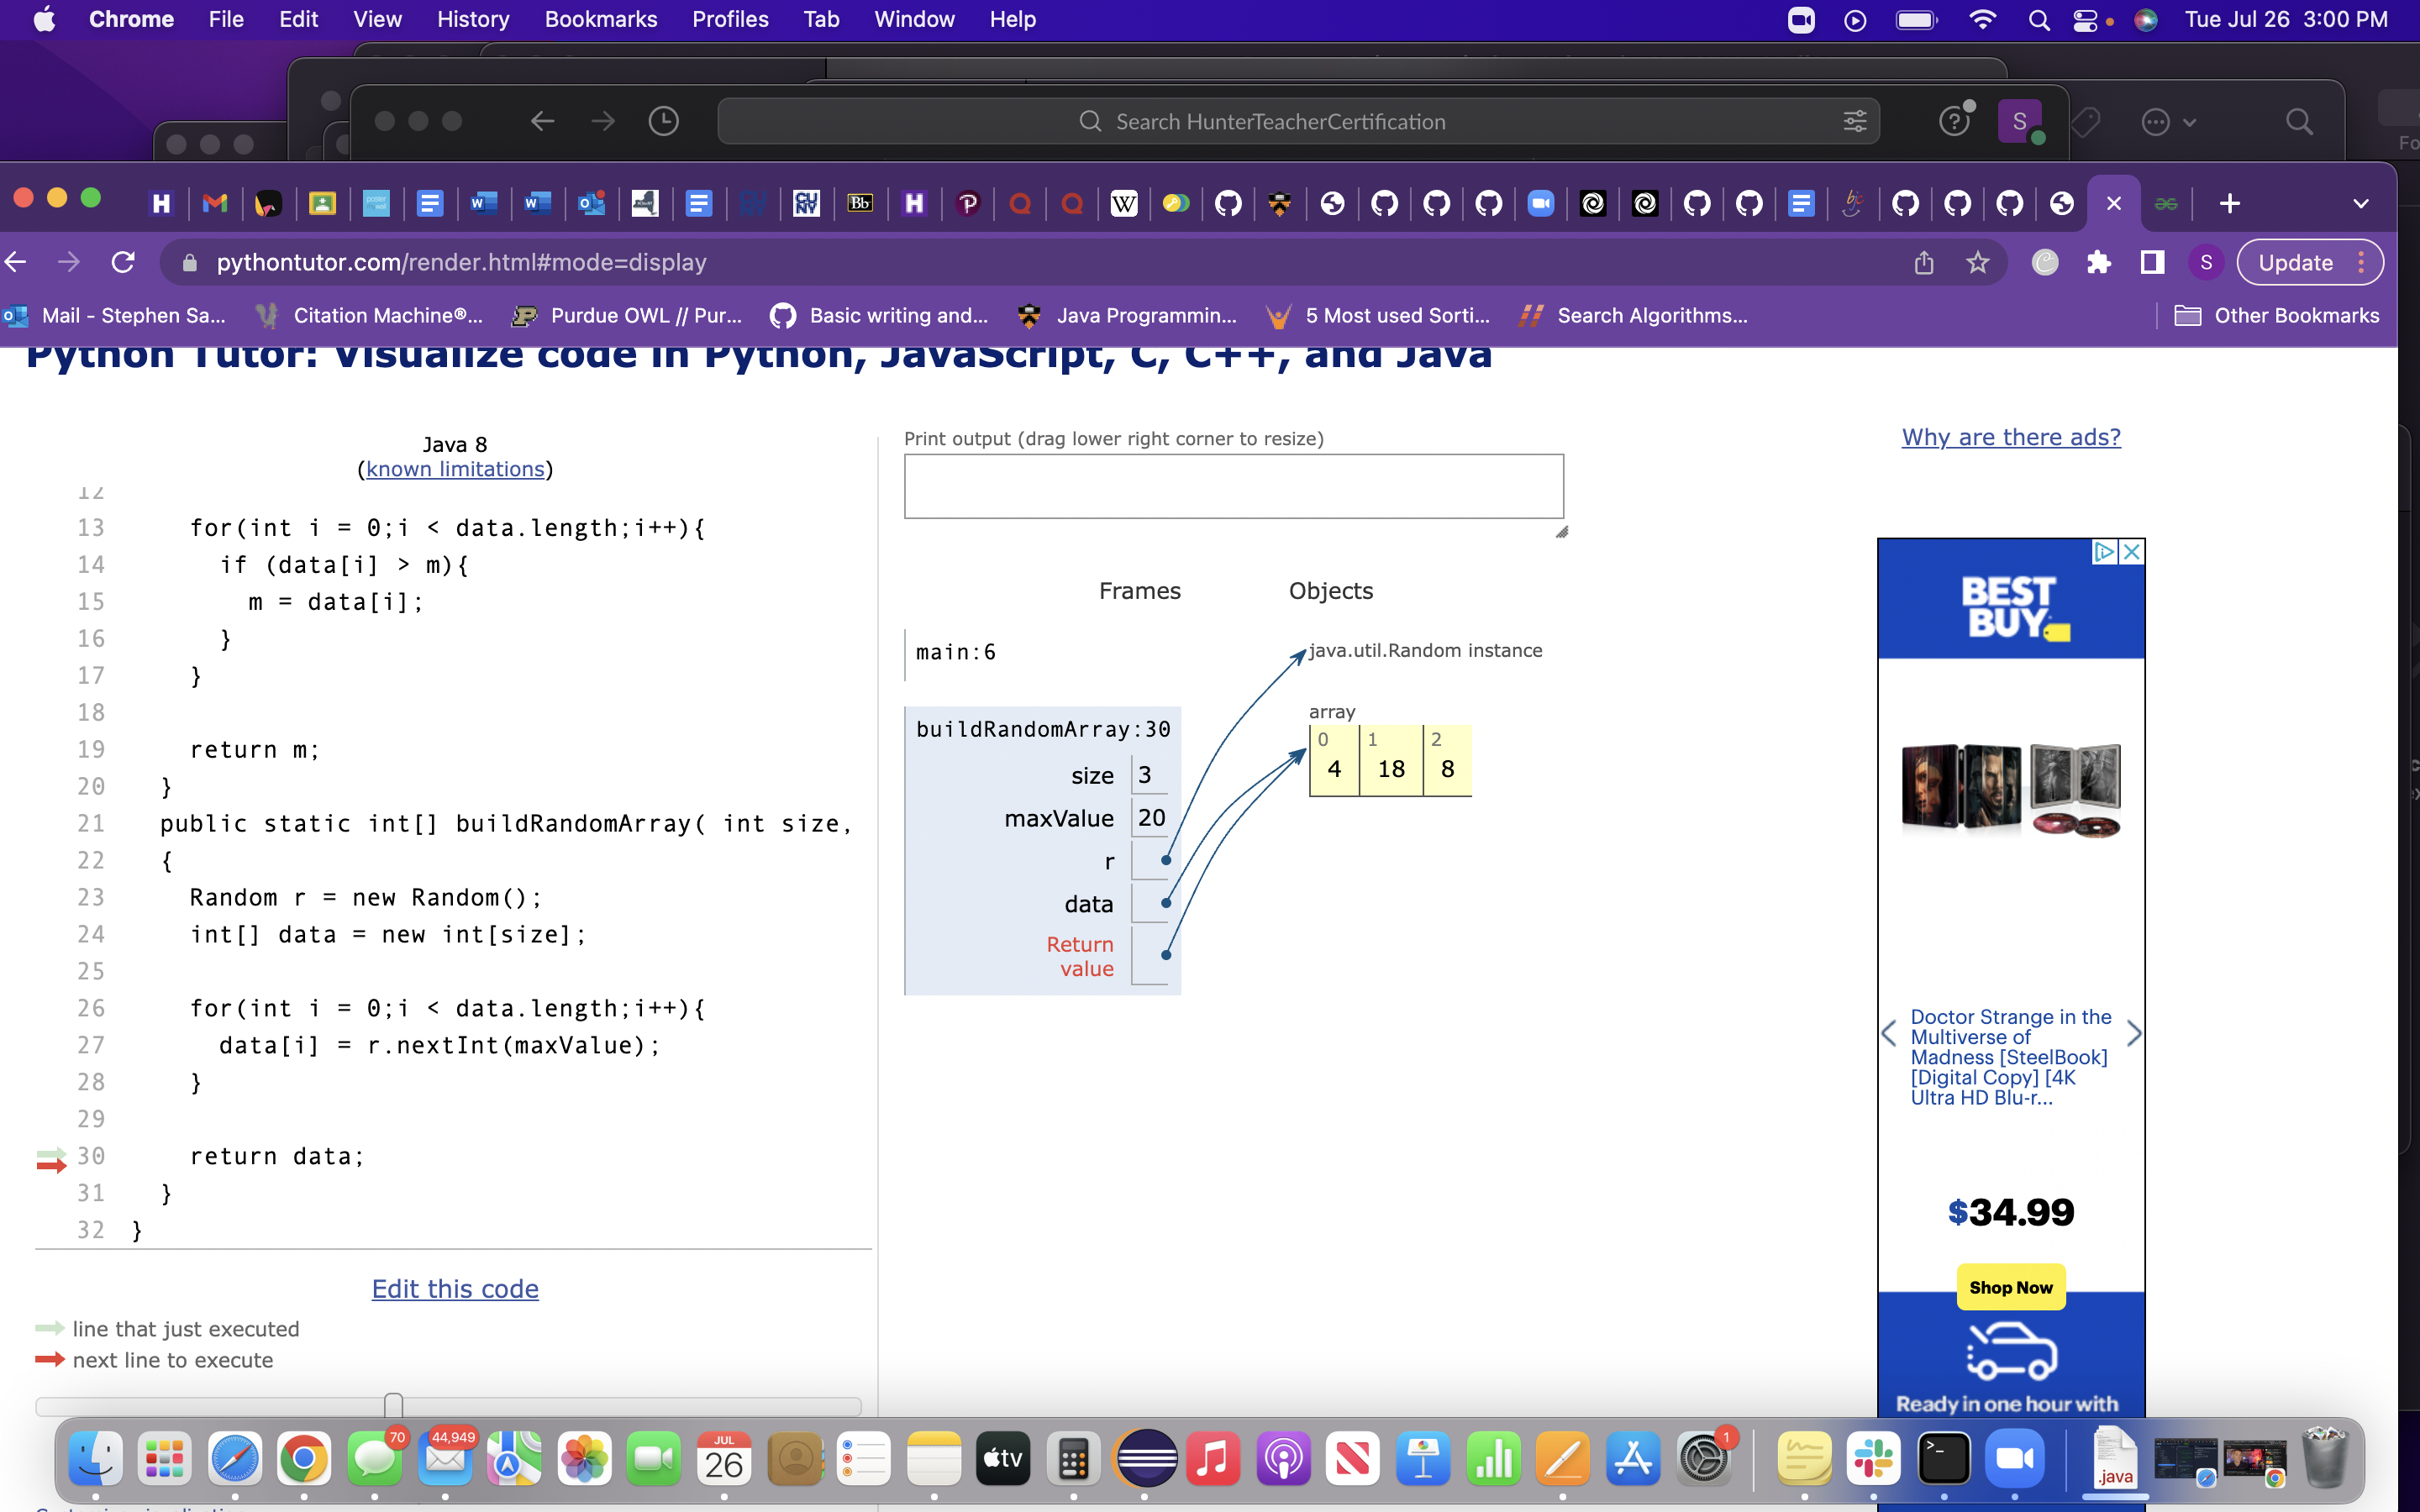 Chrome File Edit View History Bookmarks Profiles Tab Window Help Tue Jul 26 3:00 PM
Search HunterTeacherCertification S
pythontutor.com/render.html#mode=display S Update
Mail - Stephen Sa... Citation Machine®... Purdue OWL // Pur... Basic writing and... Java Programmin... 5 Most used Sorti... Search Algorithms... Other Bookmarks
Python Tutor: Visualize code in Python, JavaScript, C, C++, and Java
Java 8
(known limitations)
12
13 for(int i = 0;i < data.length;i++){
14 if (data[i] > m){
15 m = data[i];
16 }
17 }
18
19 return m;
20 }
21 public static int[] buildRandomArray( int size,
22 {
23 Random r = new Random();
24 int[] data = new int[size];
25
26 for(int i = 0;i < data.length;i++){
27 data[i] = r.nextInt(maxValue);
28 }
29
30 return data;
31 }
32 }
Edit this code
line that just executed
next line to execute
Print output (drag lower right corner to resize)
Frames Objects
main:6
java.util.Random instance
buildRandomArray:30
size 3
maxValue 20
r
data
Return
value
array
0 1 2
4 18 8
Why are there ads?
BEST
BUY
Doctor Strange in the
Multiverse of
Madness [SteelBook]
[Digital Copy] [4K
Ultra HD Blu-r...
$34.99
Shop Now
Ready in one hour with
70 44,949 JUL 26 tv 1 .java